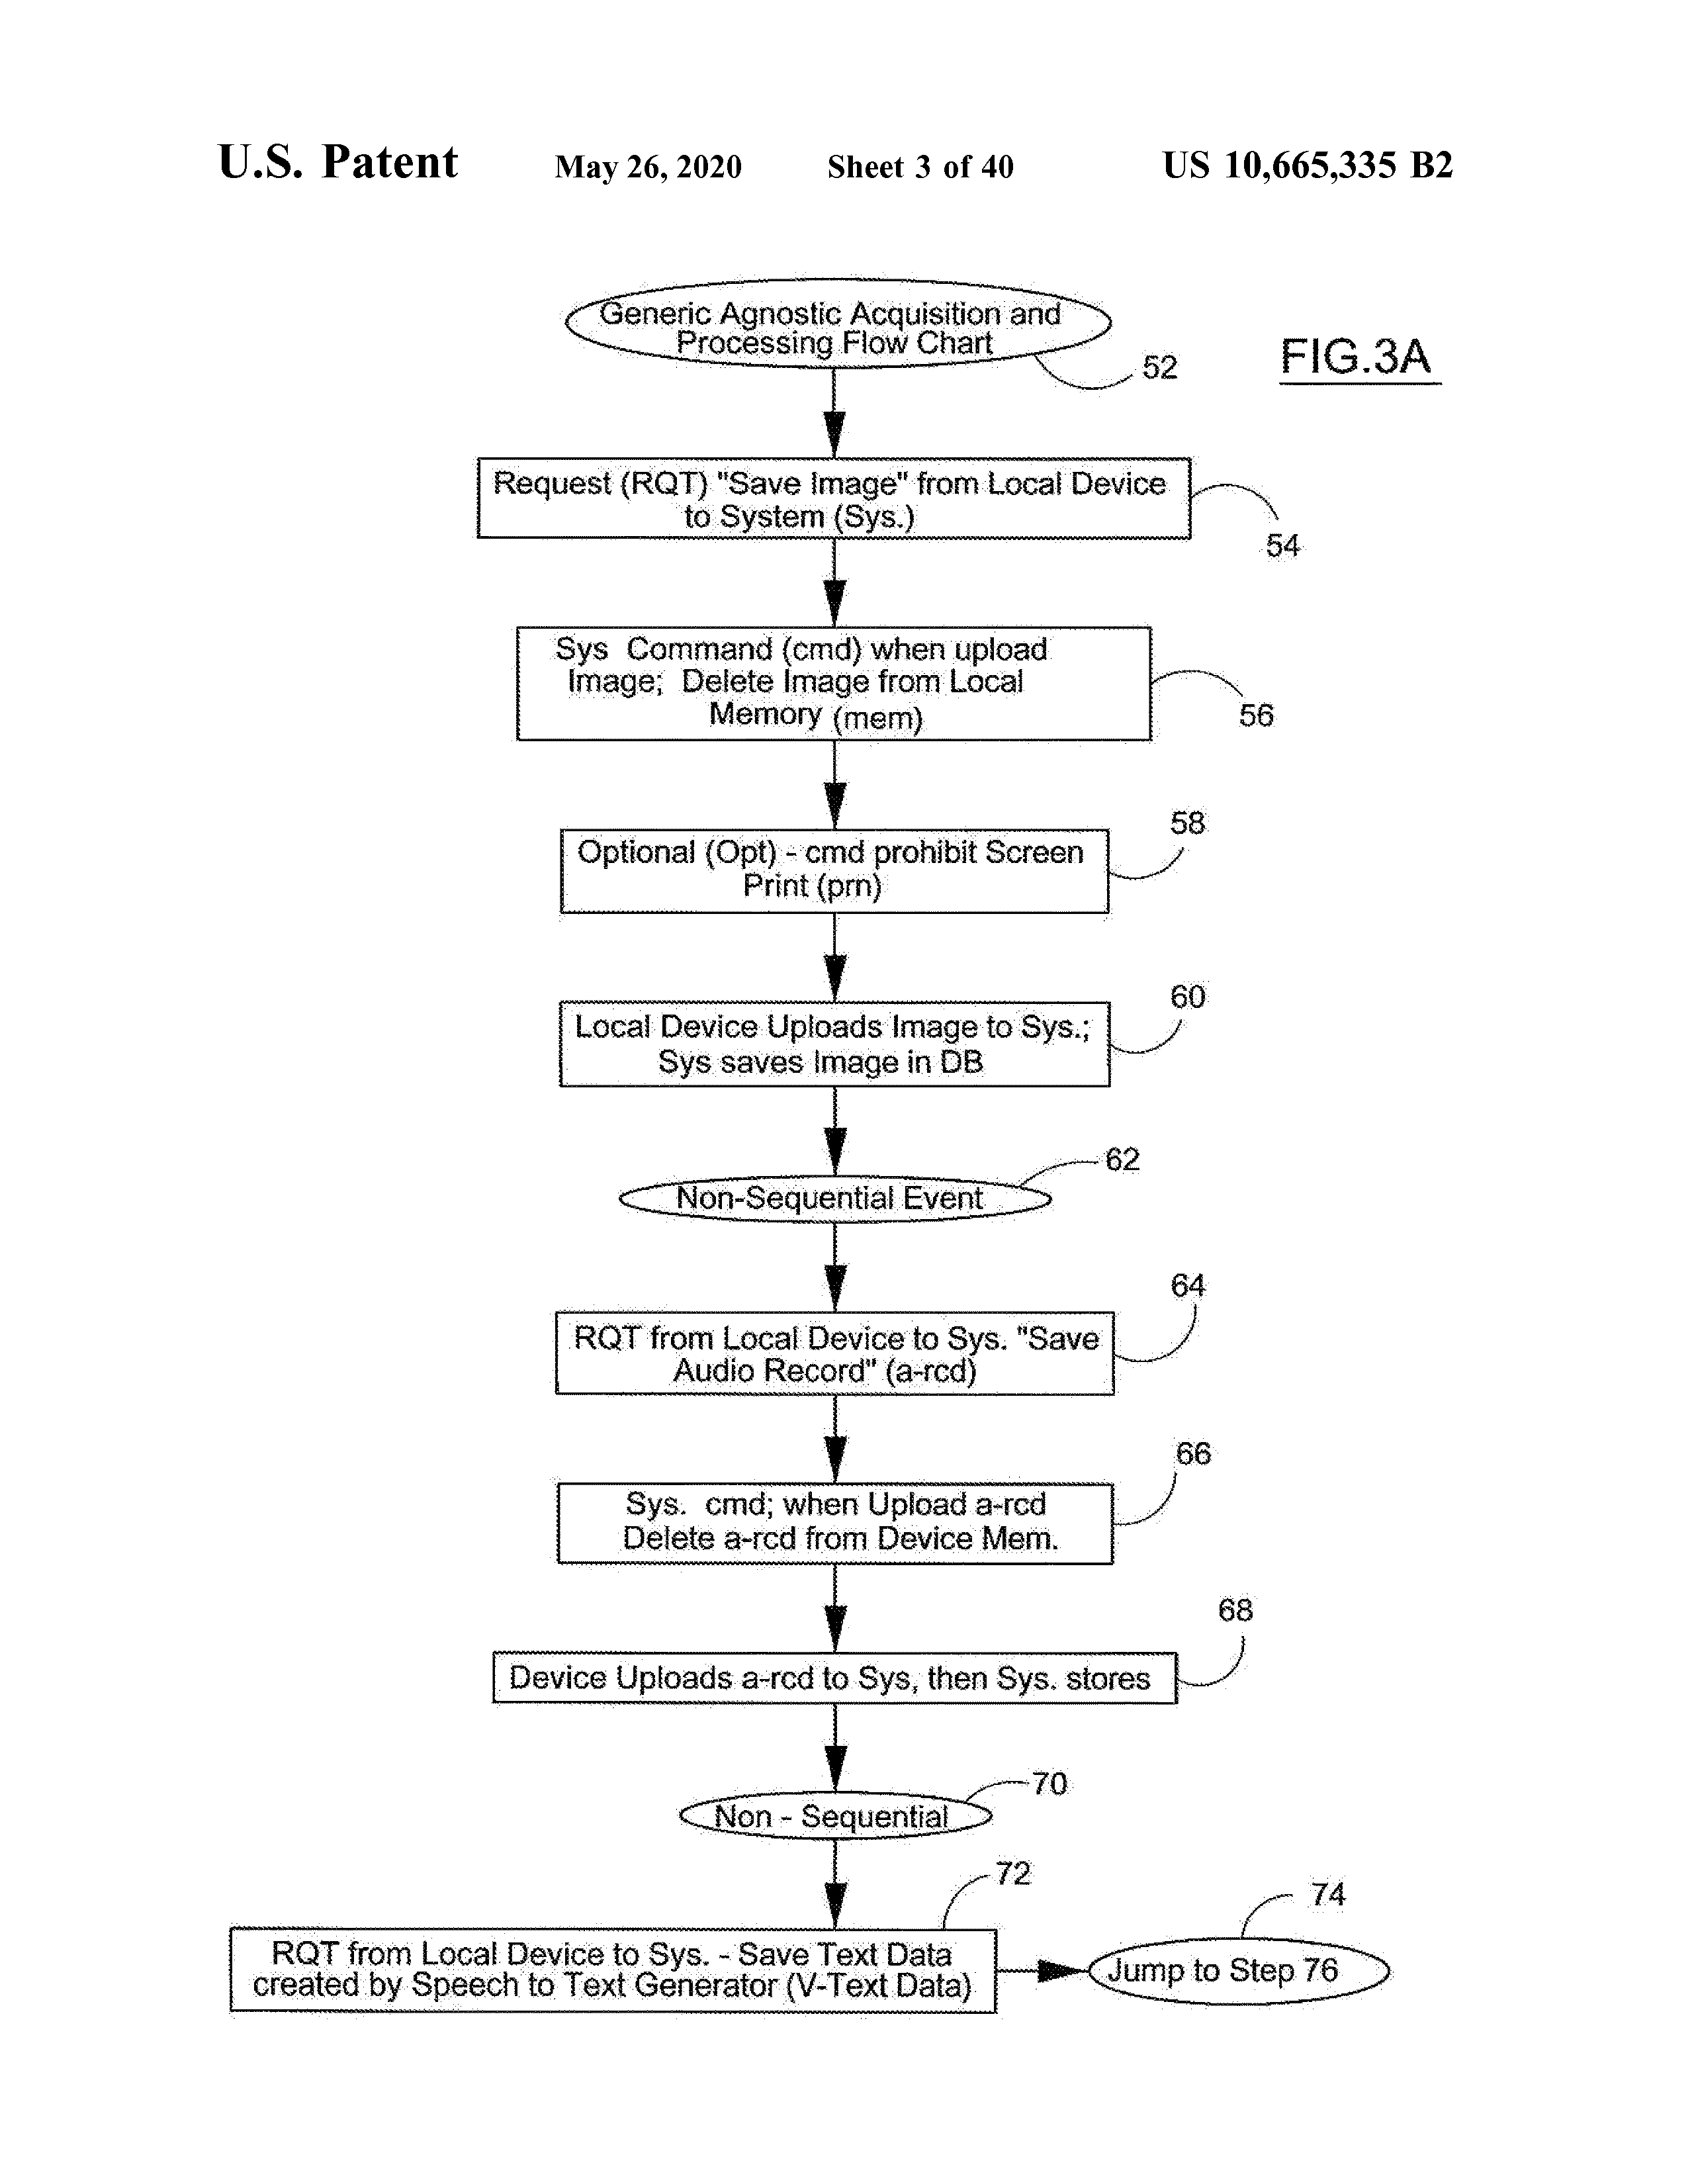 U.S. Patent May 26, 2020 Sheet 3 of 40 US 10,665,335 B2
Generic Agnostic Acquisition and
Processing Flow Chart
52
FIG.3A
Request (RQT) "Save Image" from Local Device
to System (Sys.)
54
Sys Command (cmd) when upload
Image; Delete Image from Local
Memory (mem)
56
58
Optional (Opt) - cmd prohibit Screen
Print (prn)
60
Local Device Uploads Image to Sys.;
Sys saves Image in DB
62
Non-Sequential Event
64
RQT from Local Device to Sys. "Save
Audio Record" (a-rcd)
66
Sys. cmd; when Upload a-rcd
Delete a-rcd from Device Mem.
68
Device Uploads a-rcd to Sys, then Sys. stores
70
Non - Sequential
72
74
RQT from Local Device to Sys. - Save Text Data
created by Speech to Text Generator (V-Text Data)
Jump to Step 76